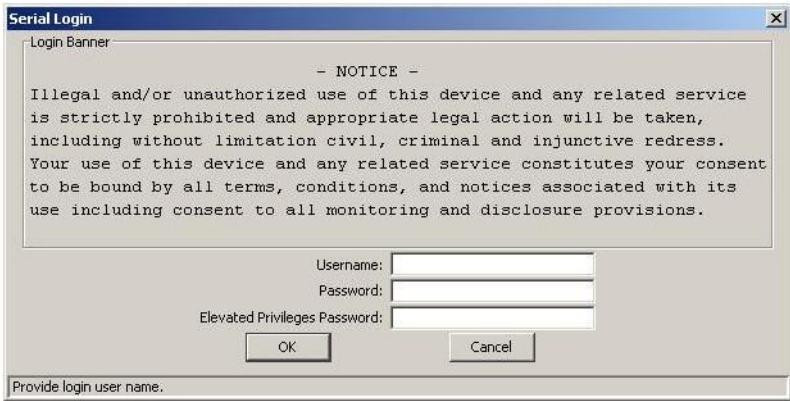 Serial Login
Login Banner
- NOTICE -
Illegal and/or unauthorized use of this device and any related service
is strictly prohibited and appropriate legal action will be taken,
including without limitation civil, criminal and injunctive redress.
Your use of this device and any related service constitutes your consent
to be bound by all terms, conditions, and notices associated with its
use including consent to all monitoring and disclosure provisions.
Username:
Password:
Elevated Privileges Password:
OK Cancel
Provide login user name.